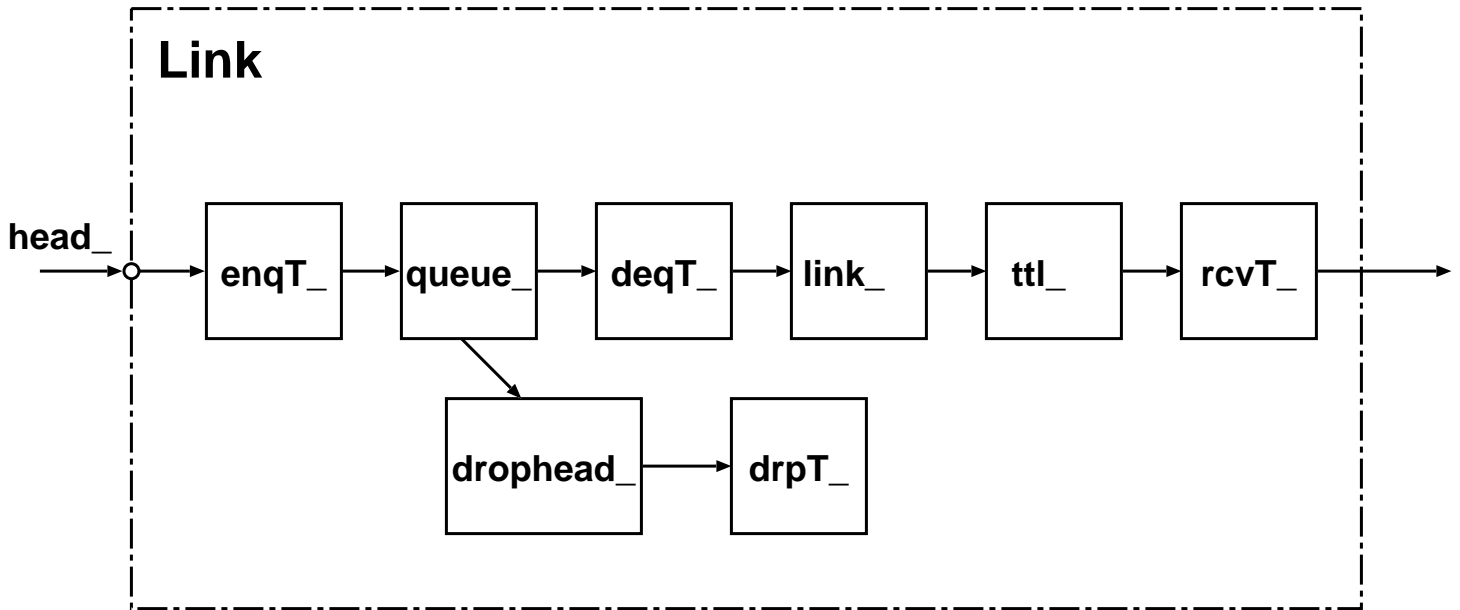 Link
head_
enqT_
queue_
deqT_
link_
ttl_
rcvT_
drophead_
drpT_